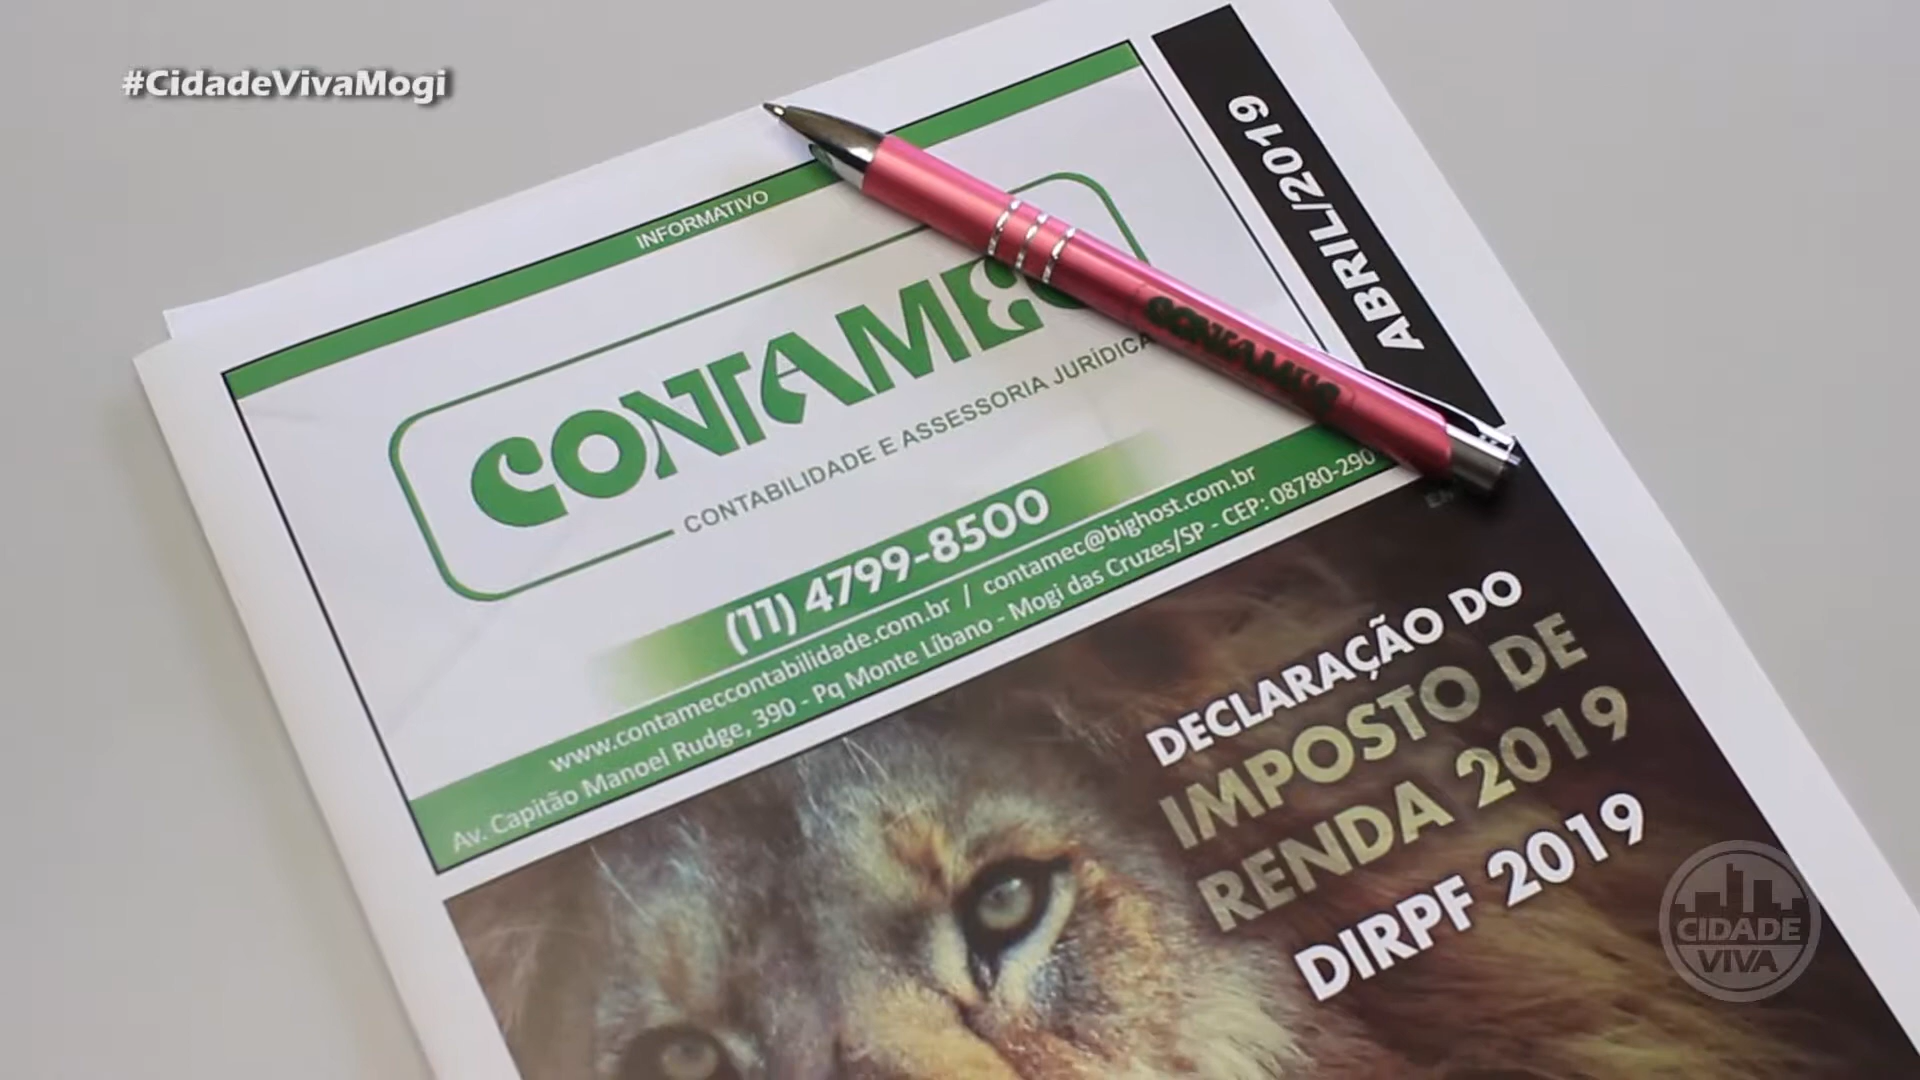 #CidadeVivaMogi
ABRIL/2019
INFORMATIVO
CONTAMEC
CONTABILIDADE E ASSESSORIA JURÍDICA
CONTAMEC
(11) 4799-8500
www.contameccontabilidade.com.br / contamec@bighost.com.br
Av. Capitão Manoel Rudge, 390 - Pq Monte Líbano - Mogi das Cruzes/SP - CEP: 08780-290
DECLARAÇÃO DO
IMPOSTO DE
RENDA 2019
DIRPF 2019
CIDADE
VIVA